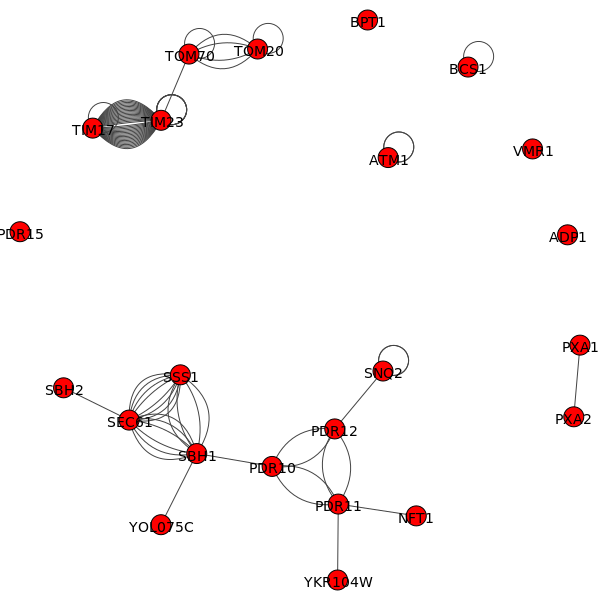 BPT1
TOM70
TOM20
BCS1
TIM17
TIM23
ATM1
VMR1
PDR15
ADP1
PXA1
SNQ2
SSS1
SBH2
SEC61
PXA2
PDR12
SBH1
PDR10
PDR11
NFT1
YOL075C
YKR104W